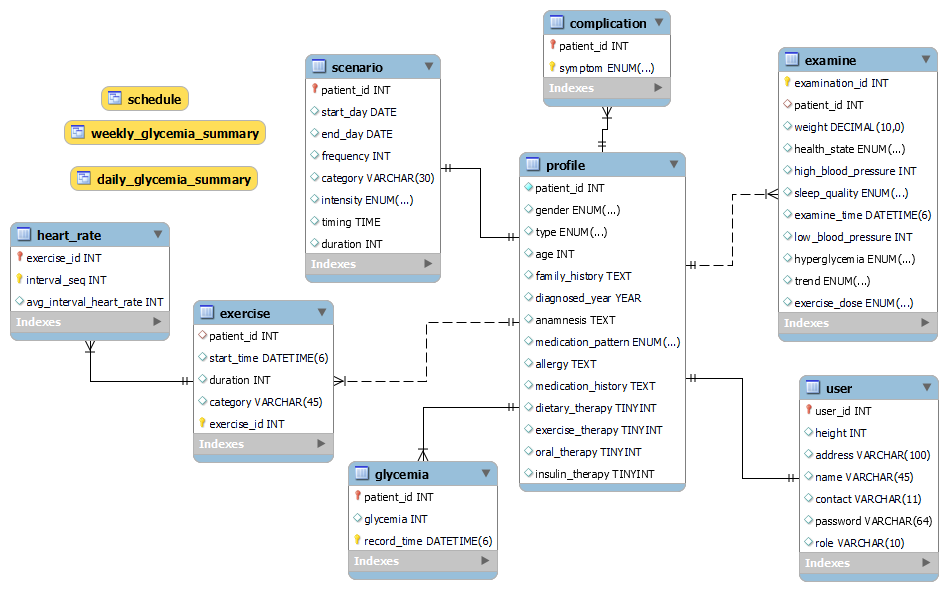 schedule
weekly_glycemia_summary
daily_glycemia_summary
scenario
patient_id INT
start_day DATE
end_day DATE
frequency INT
category VARCHAR(30)
intensity ENUM(...)
timing TIME
duration INT
Indexes
complication
patient_id INT
symptom ENUM(...)
Indexes
examine
examination_id INT
patient_id INT
weight DECIMAL(10,0)
health_state ENUM(...)
high_blood_pressure INT
sleep_quality ENUM(...)
examine_time DATETIME(6)
low_blood_pressure INT
hyperglycemia ENUM(...)
trend ENUM(...)
exercise_dose ENUM(...)
Indexes
profile
patient_id INT
gender ENUM(...)
type ENUM(...)
age INT
family_history TEXT
diagnosed_year YEAR
anamnesis TEXT
medication_pattern ENUM(...)
allergy TEXT
medication_history TEXT
dietary_therapy TINYINT
exercise_therapy TINYINT
oral_therapy TINYINT
insulin_therapy TINYINT
heart_rate
exercise_id INT
interval_seq INT
avg_interval_heart_rate INT
Indexes
exercise
patient_id INT
start_time DATETIME(6)
duration INT
category VARCHAR(45)
exercise_id INT
Indexes
glycemia
patient_id INT
glycemia INT
record_time DATETIME(6)
Indexes
user
user_id INT
height INT
address VARCHAR(100)
name VARCHAR(45)
contact VARCHAR(11)
password VARCHAR(64)
role VARCHAR(10)
Indexes